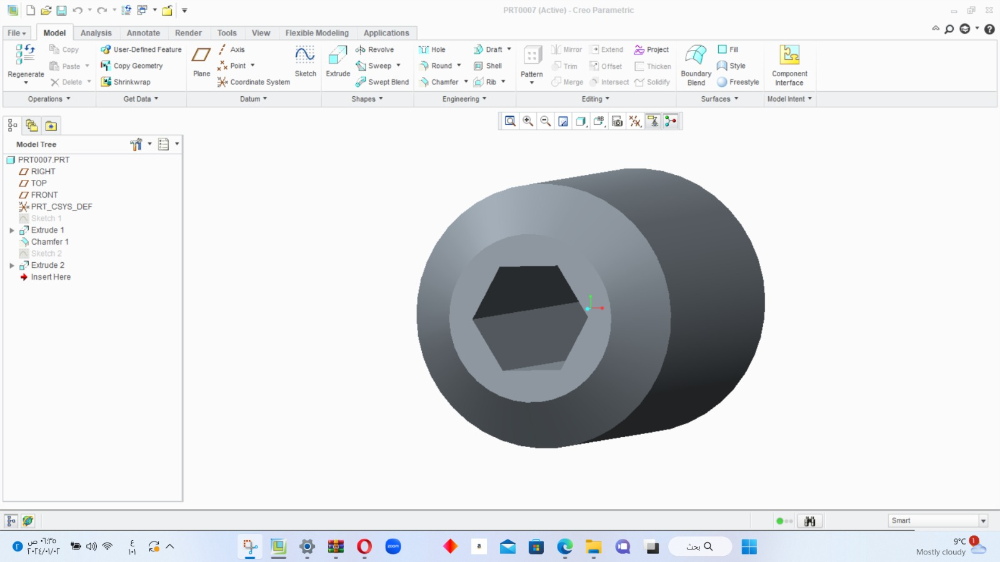 PRT0007 (Active) - Creo Parametric
File Model Analysis Annotate Render Tools View Flexible Modeling Applications
Regenerate
Copy
Paste
Delete
Operations
User-Defined Feature
Copy Geometry
Shrinkwrap
Get Data
Plane
Axis
Point
Coordinate System
Sketch
Datum
Extrude
Revolve
Sweep
Swept Blend
Shapes
Hole
Round
Chamfer
Draft
Shell
Rib
Engineering
Pattern
Mirror
Trim
Merge
Extend
Offset
Intersect
Project
Thicken
Solidify
Editing
Boundary
Blend
Fill
Style
Freestyle
Surfaces
Component
Interface
Model Intent
Model Tree
PRT0007.PRT
RIGHT
TOP
FRONT
PRT_CSYS_DEF
Sketch 1
Extrude 1
Chamfer 1
Sketch 2
Extrude 2
Insert Here
Smart
٢
٠٦:٣٥ ص
٢٠٢٤/٠١/٠٢
ع
١٠١
zoom
a
بحث
9°C
Mostly cloudy
١